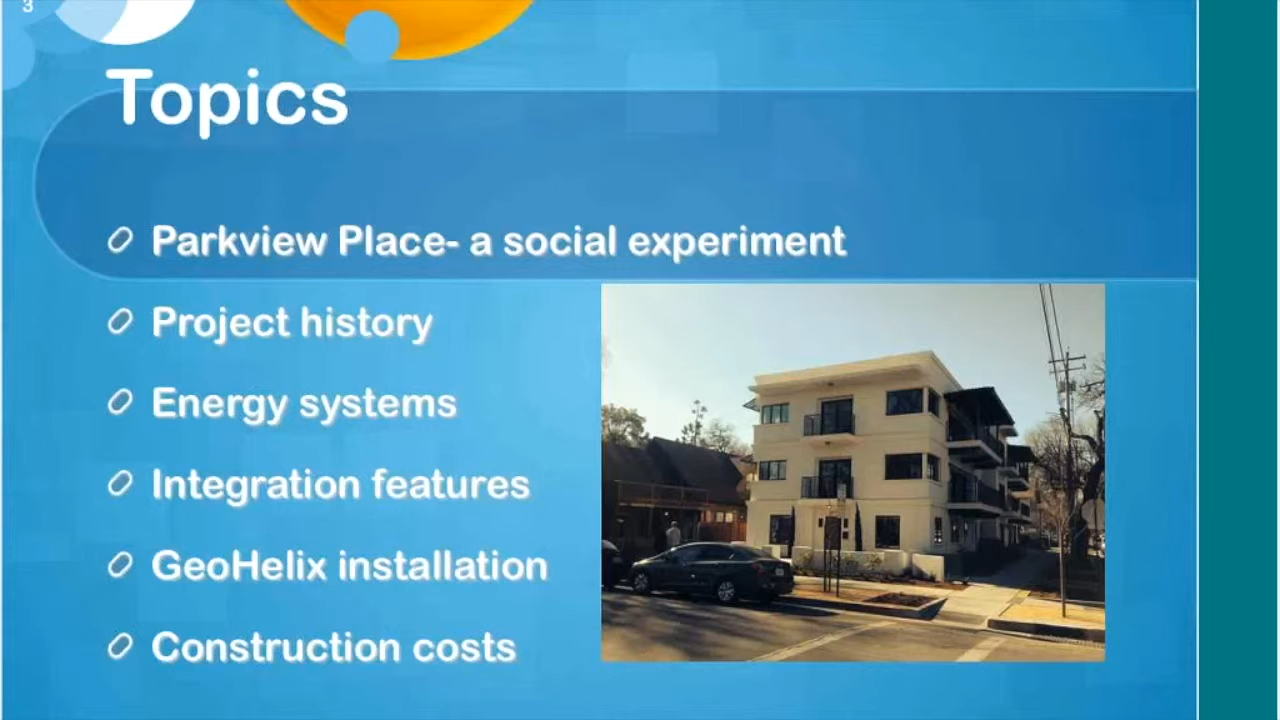 3
Topics
Parkview Place- a social experiment
Project history
Energy systems
Integration features
GeoHelix installation
Construction costs